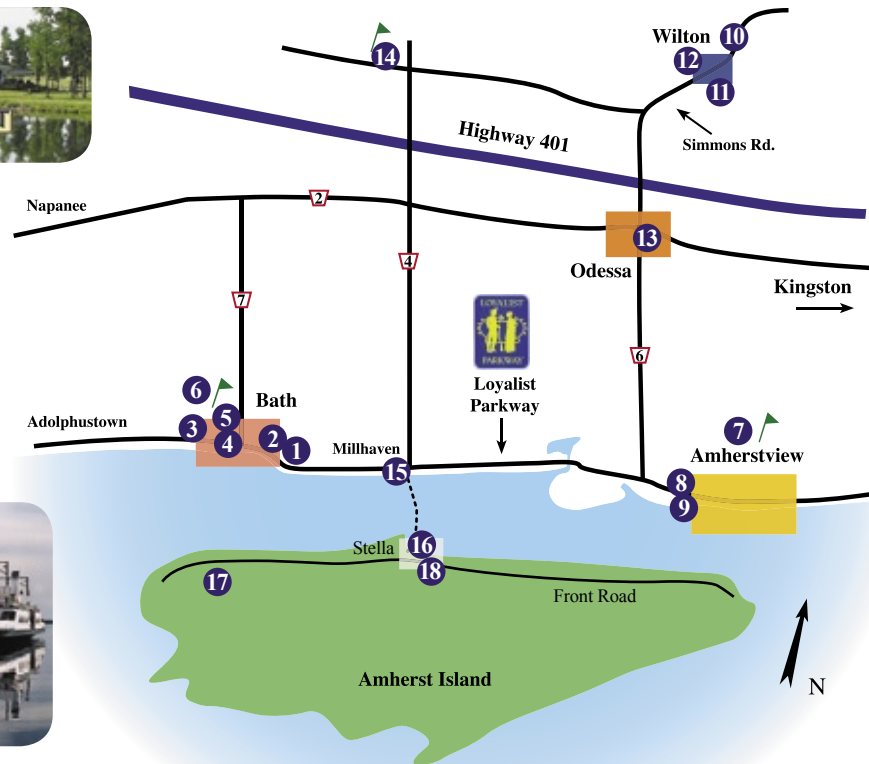 14
Wilton
10
12
11
Highway 401
Simmons Rd.
Napanee
2
13
Odessa
4
Kingston
7
LOYALIST
PARKWAY
6
Loyalist
Parkway
6
Bath
5
3
Adolphustown
4
2
1
Millhaven
15
7
Amherstview
8
9
Stella
16
18
17
Front Road
Amherst Island
N